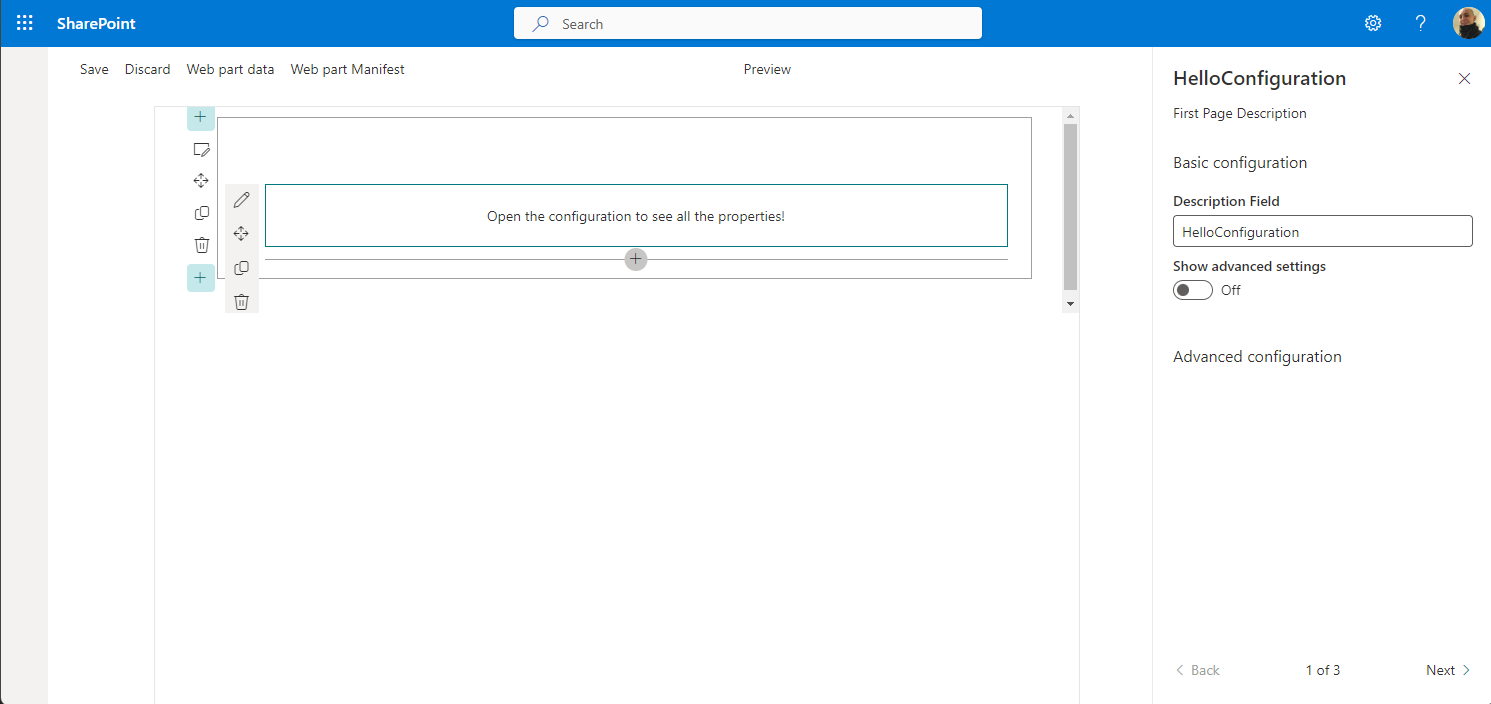 SharePoint
Search
Save Discard Web part data Web part Manifest Preview
Open the configuration to see all the properties!
HelloConfiguration
First Page Description
Basic configuration
Description Field
HelloConfiguration
Show advanced settings
Off
Advanced configuration
Back 1 of 3 Next